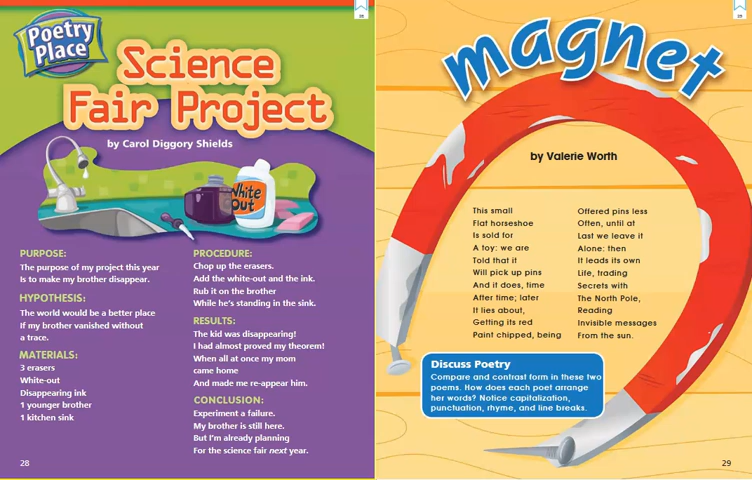 Poetry
Place
Science
Fair Project
by Carol Diggory Shields
White
Out
PURPOSE:
The purpose of my project this year
Is to make my brother disappear.
HYPOTHESIS:
The world would be a better place
If my brother vanished without
a trace.
MATERIALS:
3 erasers
White-out
Disappearing ink
1 younger brother
1 kitchen sink
PROCEDURE:
Chop up the erasers.
Add the white-out and the ink.
Rub it on the brother
While he's standing in the sink.
RESULTS:
The kid was disappearing!
I had almost proved my theorem!
When all at once my mom
came home
And made me re-appear him.
CONCLUSION:
Experiment a failure.
My brother is still here.
But I'm already planning
For the science fair next year.
28
magnet
by Valerie Worth
This small
Flat horseshoe
Is sold for
A toy: we are
Told that it
Will pick up pins
And it does, time
After time; later
It lies about,
Getting its red
Paint chipped, being
Offered pins less
Often, until at
Last we leave it
Alone: then
It leads its own
Life, trading
Secrets with
The North Pole,
Reading
Invisible messages
From the sun.
Discuss Poetry
Compare and contrast form in these two
poems. How does each poet arrange
her words? Notice capitalization,
punctuation, rhyme, and line breaks.
29